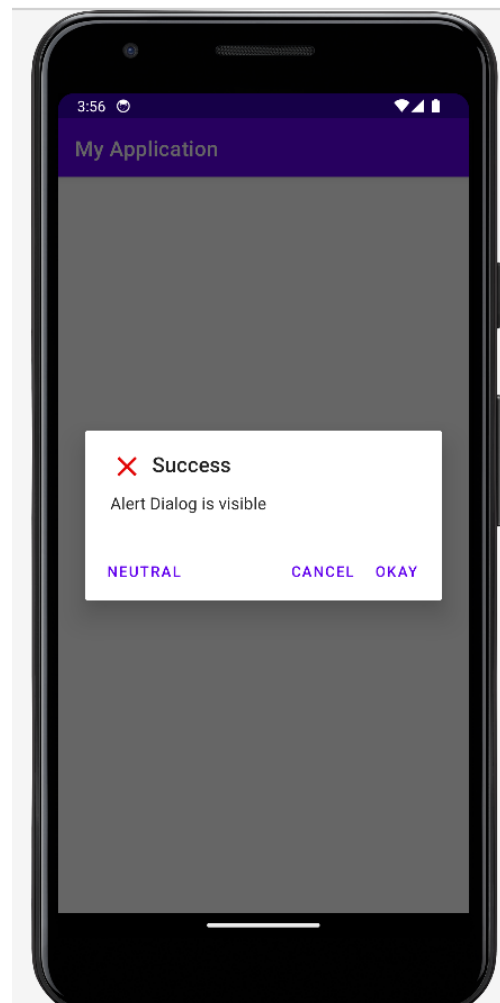 3:56
My Application
Success
Alert Dialog is visible
NEUTRAL CANCEL OKAY